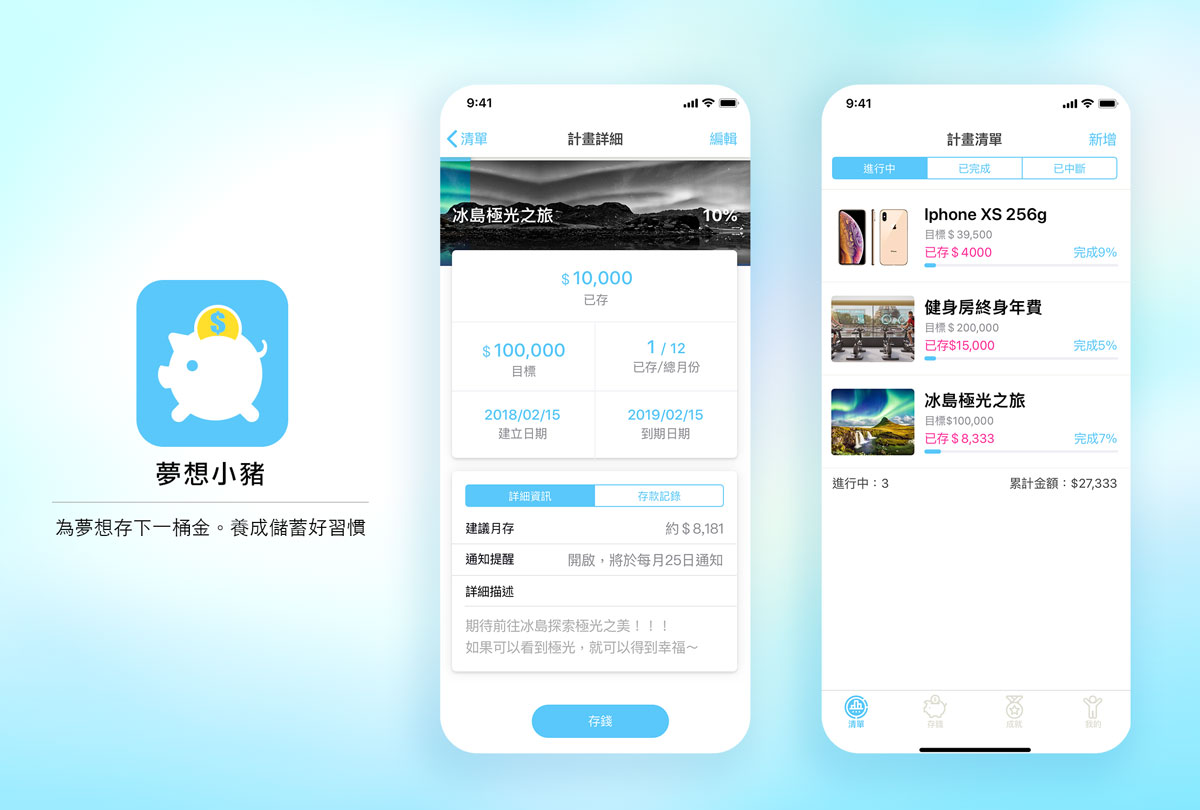 $
夢想小豬
為夢想存下一桶金。養成儲蓄好習慣
9:41
清單
計畫詳細
編輯
冰島極光之旅
10%
$ 10,000
已存
$ 100,000
目標
1 / 12
已存/總月份
2018/02/15
建立日期
2019/02/15
到期日期
詳細資訊
存款記錄
建議月存
約 $ 8,181
通知提醒
開啟，將於每月25日通知
詳細描述
期待前往冰島探索極光之美！！！
如果可以看到極光，就可以得到幸福～
存錢
9:41
計畫清單
新增
進行中
已完成
已中斷
Iphone XS 256g
目標 $ 39,500
已存 $ 4000
完成9%
健身房終身年費
目標 $ 200,000
已存$15,000
完成5%
冰島極光之旅
目標$100,000
已存 $ 8,333
完成7%
進行中：3
累計金額：$27,333
清單
存錢
成就
我的